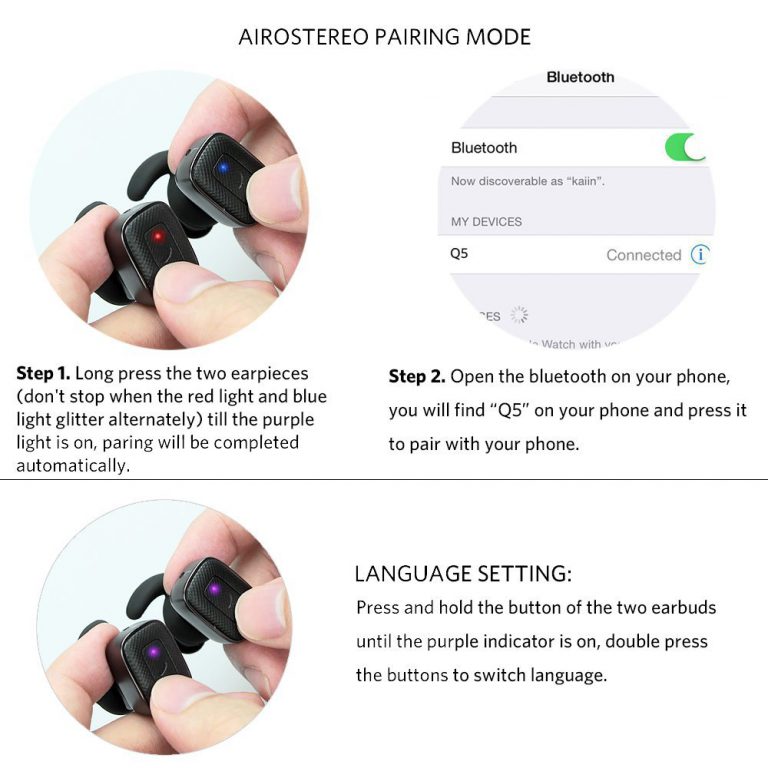 AIROSTEREO PAIRING MODE
Bluetooth
Bluetooth
Now discoverable as “kaiin”.
MY DEVICES
Q5 Connected i
ES
Watch with
Step 1. Long press the two earpieces
(don't stop when the red light and blue
light glitter alternately) till the purple
light is on, paring will be completed
automatically.
Step 2. Open the bluetooth on your phone,
you will find “Q5” on your phone and press it
to pair with your phone.
LANGUAGE SETTING:
Press and hold the button of the two earbuds
until the purple indicator is on, double press
the buttons to switch language.